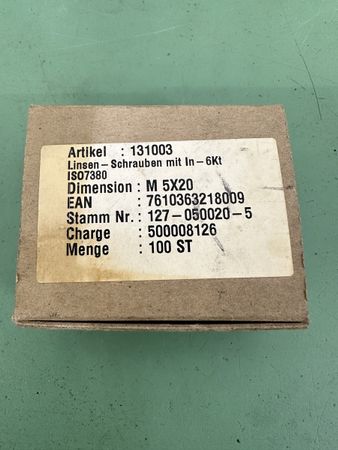 Artikel : 131003
Linsen-Schrauben mit In-6Kt
ISO7380
Dimension : M 5X20
EAN : 7610363218009
Stamm Nr. : 127-050020-5
Charge : 500008126
Menge : 100 ST